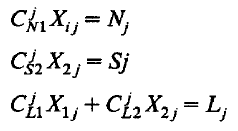 C^j_{N1} X_{ij} = N_j
C^j_{S2} X_{2j} = Sj
C^j_{L1} X_{1j} + C^j_{L2} X_{2j} = L_j